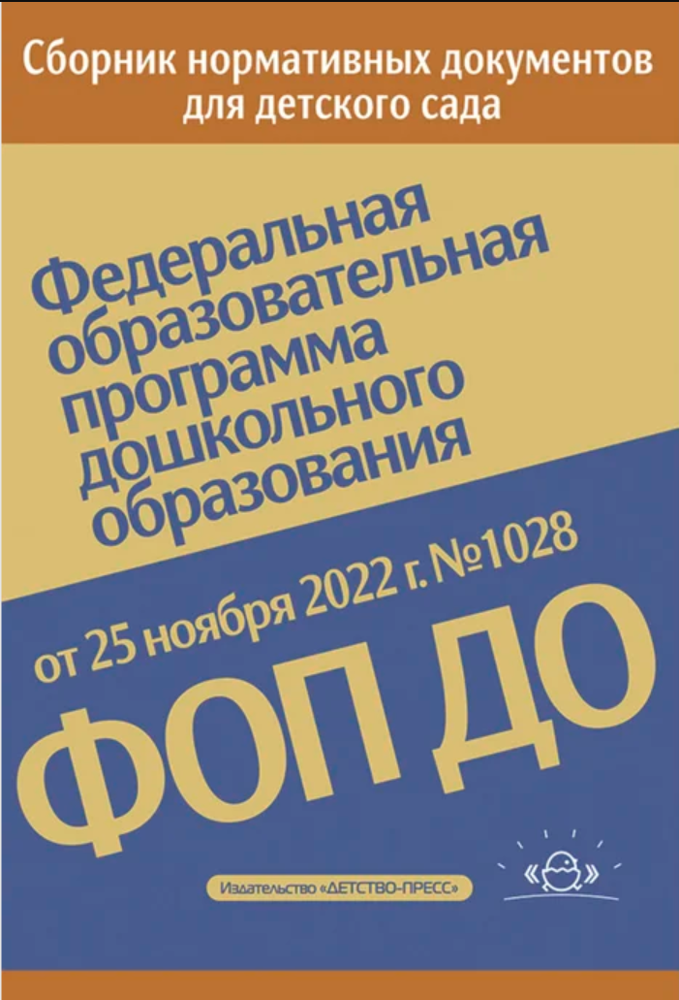 Сборник нормативных документов
для детского сада
Федеральная
образовательная
программа
дошкольного
образования
от 25 ноября 2022 г. №1028
ФОП ДО
Издательство «ДЕТСТВО-ПРЕСС»